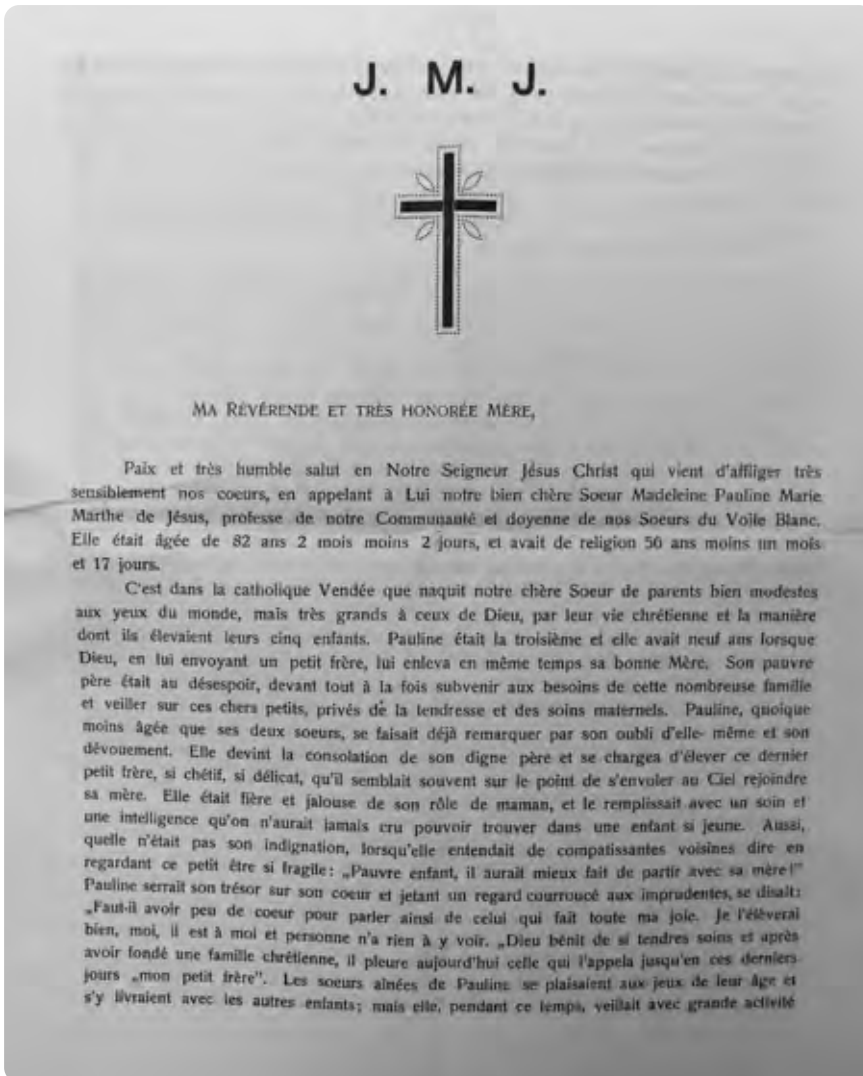 J. M. J.
MA RÉVÉRENDE ET TRÈS HONORÉE MÈRE,
Paix et très humble salut en Notre Seigneur Jésus Christ qui vient d'affliger très
sensiblement nos coeurs, en appelant à Lui notre bien chère Soeur Madeleine Pauline Marie
Marthe de Jésus, professe de notre Communauté et doyenne de nos Soeurs du Voile Blanc.
Elle était âgée de 82 ans 2 mois moins 2 jours, et avait de religion 50 ans moins un mois
et 17 jours.
C'est dans la catholique Vendée que naquit notre chère Soeur de parents bien modestes
aux yeux du monde, mais très grands à ceux de Dieu, par leur vie chrétienne et la manière
dont ils élevaient leurs cinq enfants. Pauline était la troisième et elle avait neuf ans lorsque
Dieu, en lui envoyant un petit frère, lui enleva en même temps sa bonne Mère. Son pauvre
père était au désespoir, devant tout à la fois subvenir aux besoins de cette nombreuse famille
et veiller sur ces chers petits, privés de la tendresse et des soins maternels. Pauline, quoique
moins âgée que ses deux soeurs, se faisait déjà remarquer par son oubli d'elle- même et son
dévouement. Elle devint la consolation de son digne père et se chargea d'élever ce dernier
petit frère, si chétif, si délicat, qu'il semblait souvent sur le point de s'envoler au Ciel rejoindre
sa mère. Elle était fière et jalouse de son rôle de maman, et le remplissait avec un soin et
une intelligence qu'on n'aurait jamais cru pouvoir trouver dans une enfant si jeune. Aussi,
quelle n'était pas son indignation, lorsqu'elle entendait de compatissantes voisines dire en
regardant ce petit être si fragile: „Pauvre enfant, il aurait mieux fait de partir avec sa mère!"
Pauline serrait son trésor sur son coeur et jetant un regard courroucé aux imprudentes, se disait:
„Faut-il avoir peu de coeur pour parler ainsi de celui qui fait toute ma joie. Je l'élèverai
bien, moi, il est à moi et personne n'a rien à y voir. „Dieu bénit de si tendres soins et après
avoir fondé une famille chrétienne, il pleure aujourd'hui celle qui l'appela jusqu'en ces derniers
jours „mon petit frère". Les soeurs aînées de Pauline se plaisaient aux jeux de leur âge et
s'y livraient avec les autres enfants; mais elle, pendant ce temps, veillait avec grande activité